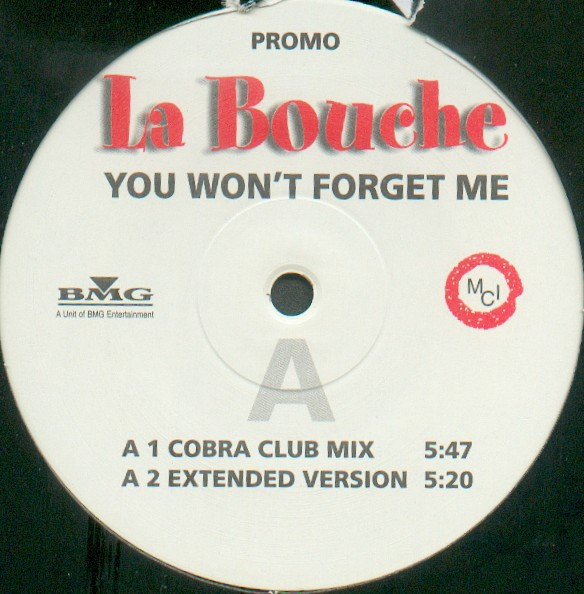 PROMO
La Bouche
YOU WON'T FORGET ME
BMG
A Unit of BMG Entertainment
MCI
A
A 1 COBRA CLUB MIX 5:47
A 2 EXTENDED VERSION 5:20